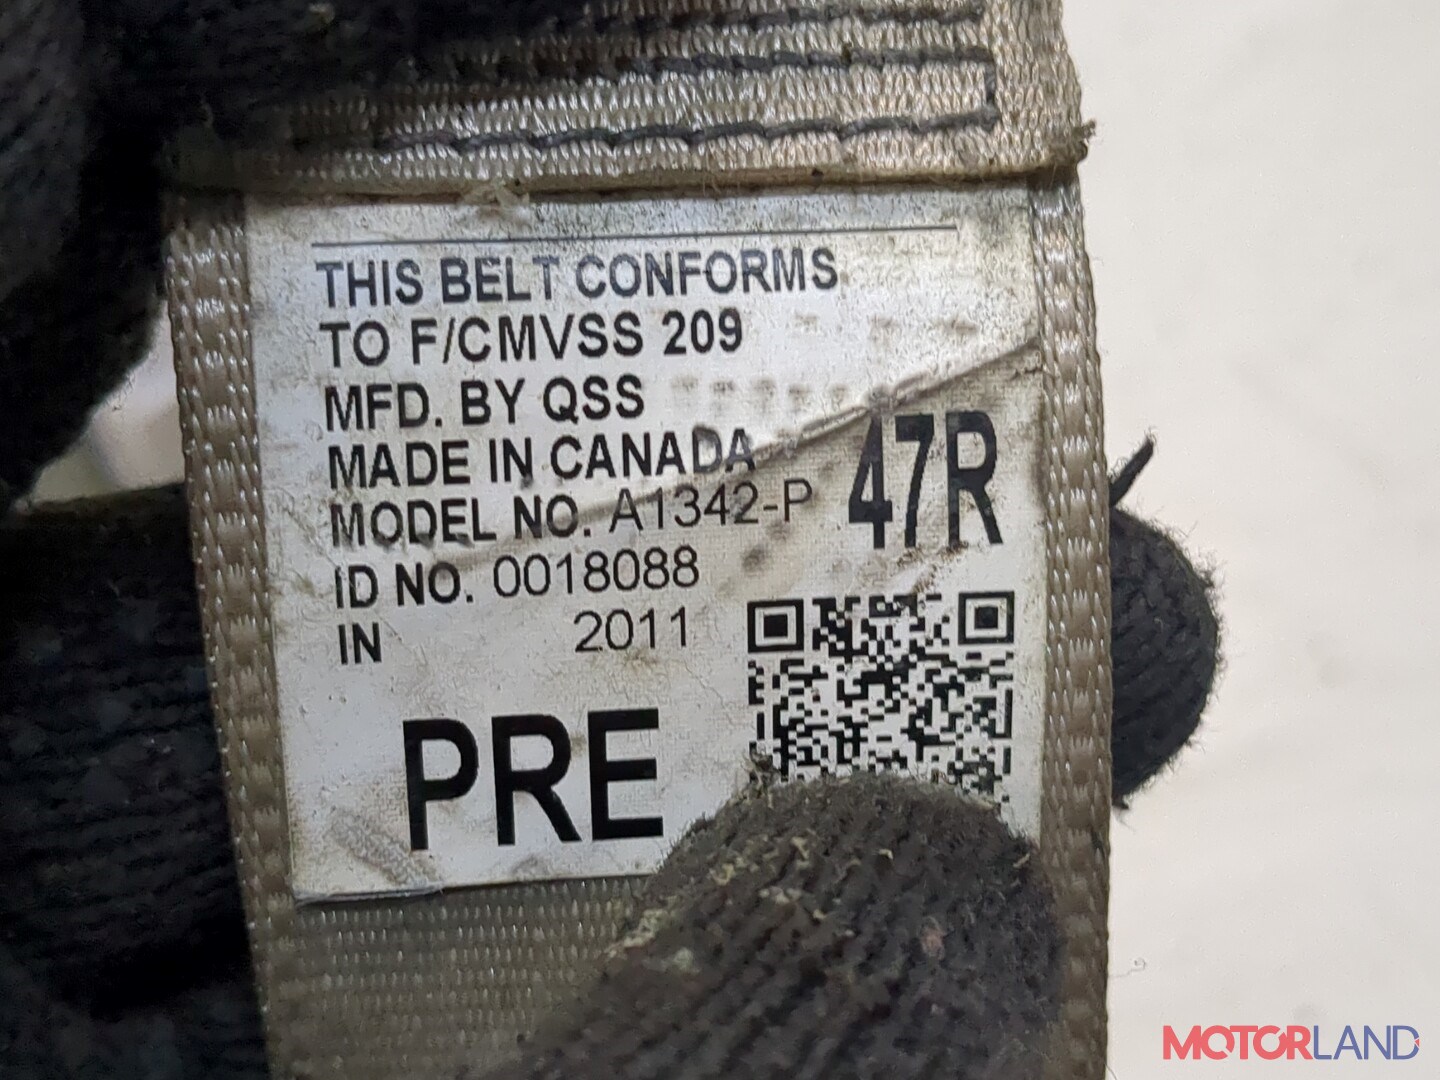 THIS BELT CONFORMS
TO F/CMVSS 209
MFD. BY QSS
MADE IN CANADA
MODEL NO. A1342-P
47R
ID NO. 0018088
IN 2011
PRE
MOTORLAND